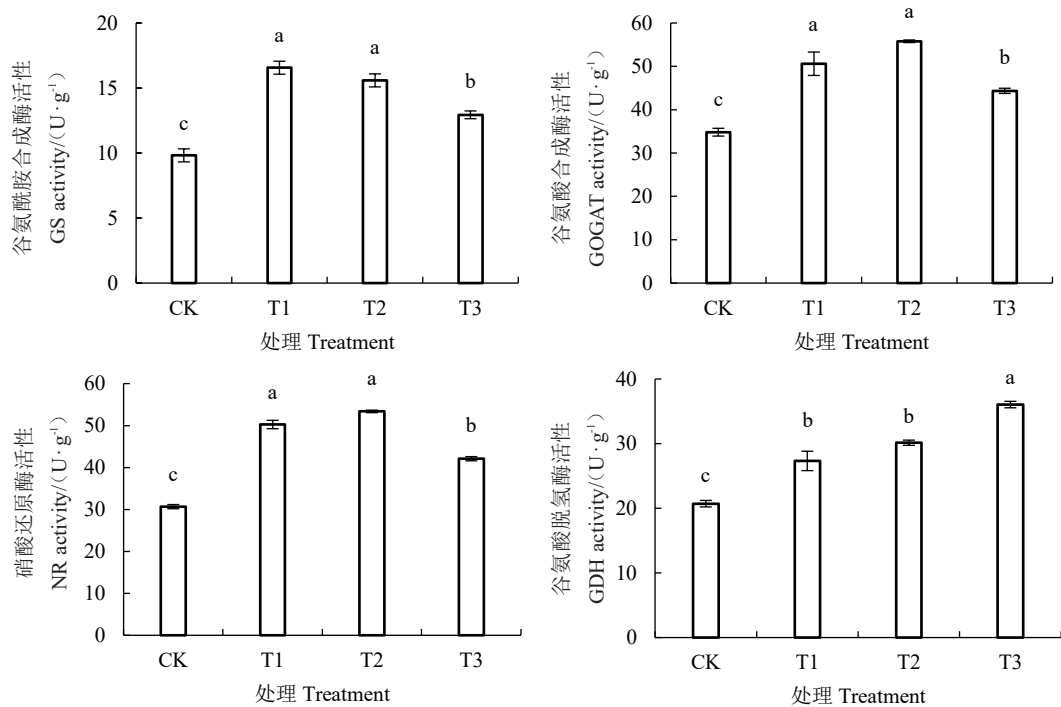 谷氨酰胺合成酶活性
GS activity/(U·g⁻¹)
20
15
10
5
0
c
a
a
b
CK
T1
T2
T3
处理 Treatment
谷氨酸合成酶活性
GOGAT activity/(U·g⁻¹)
60
50
40
30
20
10
0
c
a
a
b
CK
T1
T2
T3
处理 Treatment
硝酸还原酶活性
NR activity/(U·g⁻¹)
60
50
40
30
20
10
0
c
a
a
b
CK
T1
T2
T3
处理 Treatment
谷氨酸脱氢酶活性
GDH activity/(U·g⁻¹)
40
30
20
10
0
c
b
b
a
CK
T1
T2
T3
处理 Treatment